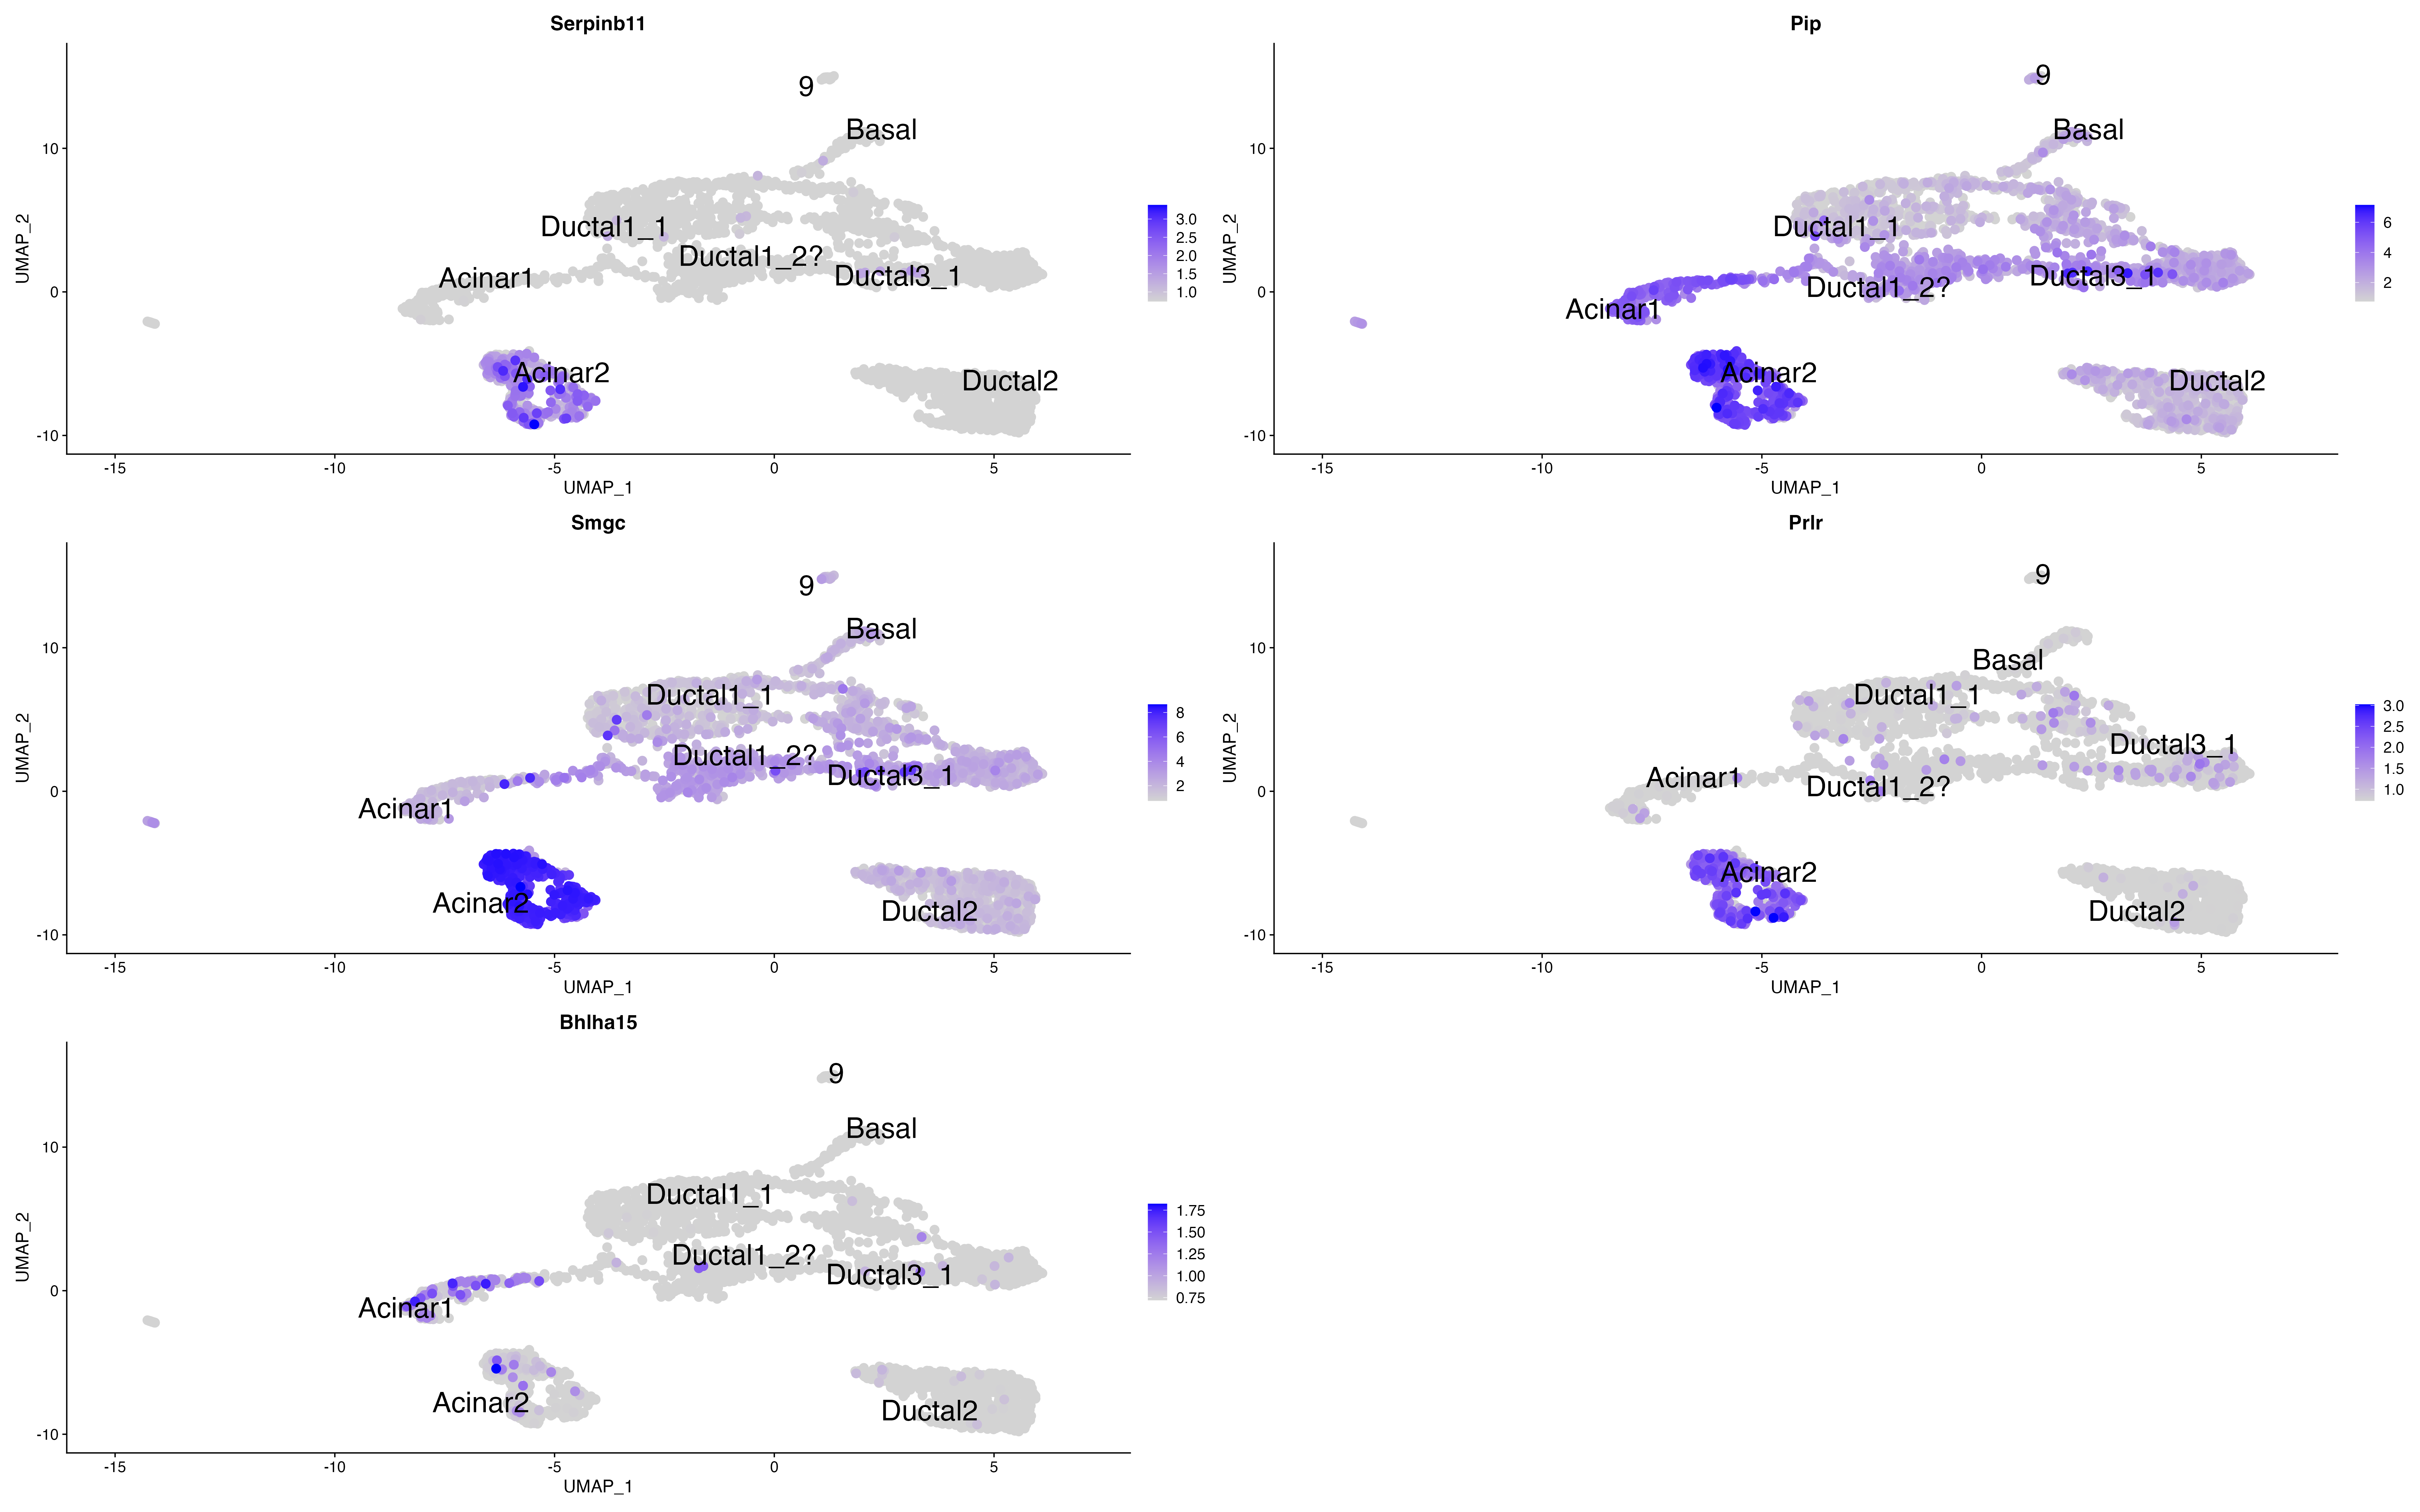 Serpinb11
UMAP_2
10
0
-10
-15
-10
-5
0
5
UMAP_1
9
Basal
Ductal1_1
Ductal1_2?
Ductal3_1
Acinar1
Acinar2
Ductal2
3.0
2.5
2.0
1.5
1.0
Pip
UMAP_2
10
0
-10
-15
-10
-5
0
5
UMAP_1
9
Basal
Ductal1_1
Ductal1_2?
Ductal3_1
Acinar1
Acinar2
Ductal2
6
4
2
Smgc
UMAP_2
10
0
-10
-15
-10
-5
0
5
UMAP_1
9
Basal
Ductal1_1
Ductal1_2?
Ductal3_1
Acinar1
Acinar2
Ductal2
8
6
4
2
Prlr
UMAP_2
10
0
-10
-15
-10
-5
0
5
UMAP_1
9
Basal
Ductal1_1
Ductal3_1
Acinar1
Ductal1_2?
Acinar2
Ductal2
3.0
2.5
2.0
1.5
1.0
Bhlha15
UMAP_2
10
0
-10
-15
-10
-5
0
5
UMAP_1
9
Basal
Ductal1_1
Ductal1_2?
Ductal3_1
Acinar1
Acinar2
Ductal2
1.75
1.50
1.25
1.00
0.75